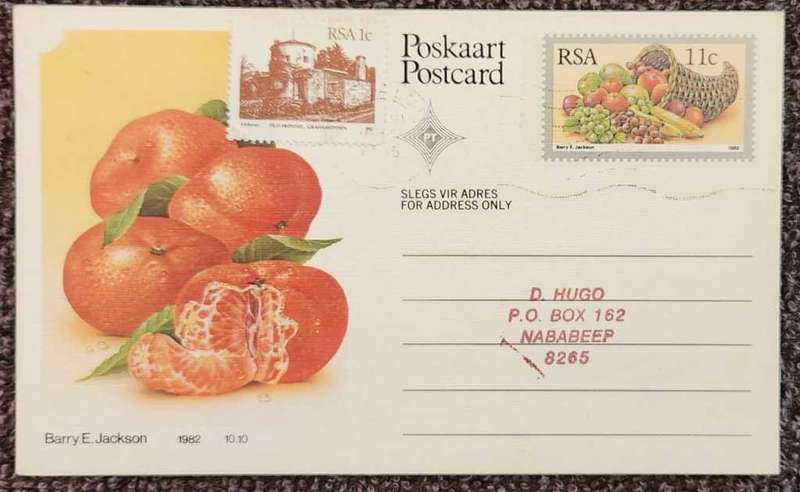 RSA 1c
OLD PROVOST, GRAHAMSTOWN
Poskaart
Postcard
PT
SLEGS VIR ADRES
FOR ADDRESS ONLY
RSA 11c
Barry E. Jackson 1982
D. HUGO
P.O. BOX 162
NABABEEP
8265
Barry E. Jackson 1982 10.10